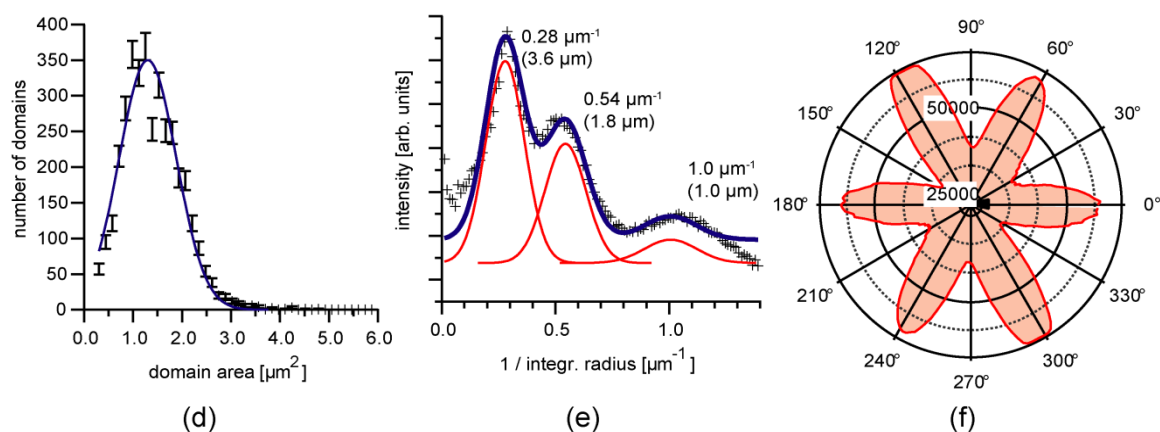 400
350
300
250
200
150
100
50
0
number of domains
0.0 1.0 2.0 3.0 4.0 5.0 6.0
domain area [µm²]
(d)
intensity [arb. units]
0.28 µm⁻¹
(3.6 µm)
0.54 µm⁻¹
(1.8 µm)
1.0 µm⁻¹
(1.0 µm)
0.0 0.5 1.0
1 / integr. radius [µm⁻¹]
(e)
90°
120° 60°
150° 30°
50000
180° 25000 0°
210° 330°
240° 300°
270°
(f)